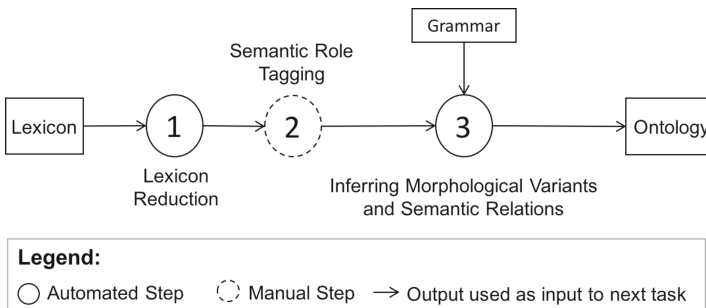 Grammar
Semantic Role
Tagging
Lexicon
1
2
3
Ontology
Lexicon
Reduction
Inferring Morphological Variants
and Semantic Relations
Legend:
Automated Step
Manual Step
Output used as input to next task